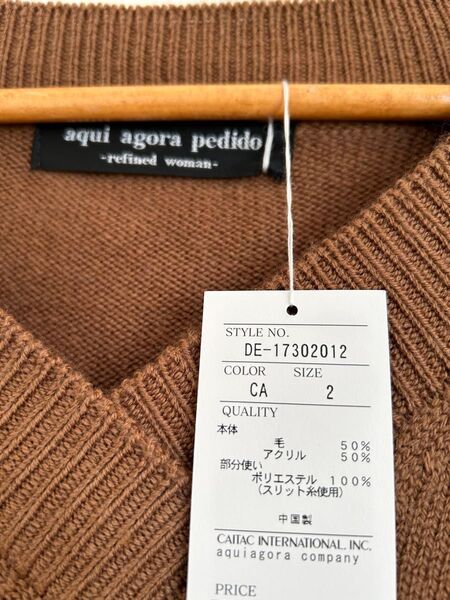 aqui agora pedido
-refined woman-
STYLE NO.
DE-17302012
COLOR SIZE
CA 2
QUALITY
本体
毛 50%
アクリル 50%
部分使い
ポリエステル 100%
(スリット糸使用)
中国製
CAITAC INTERNATIONAL, INC.
aquiagora company
PRICE